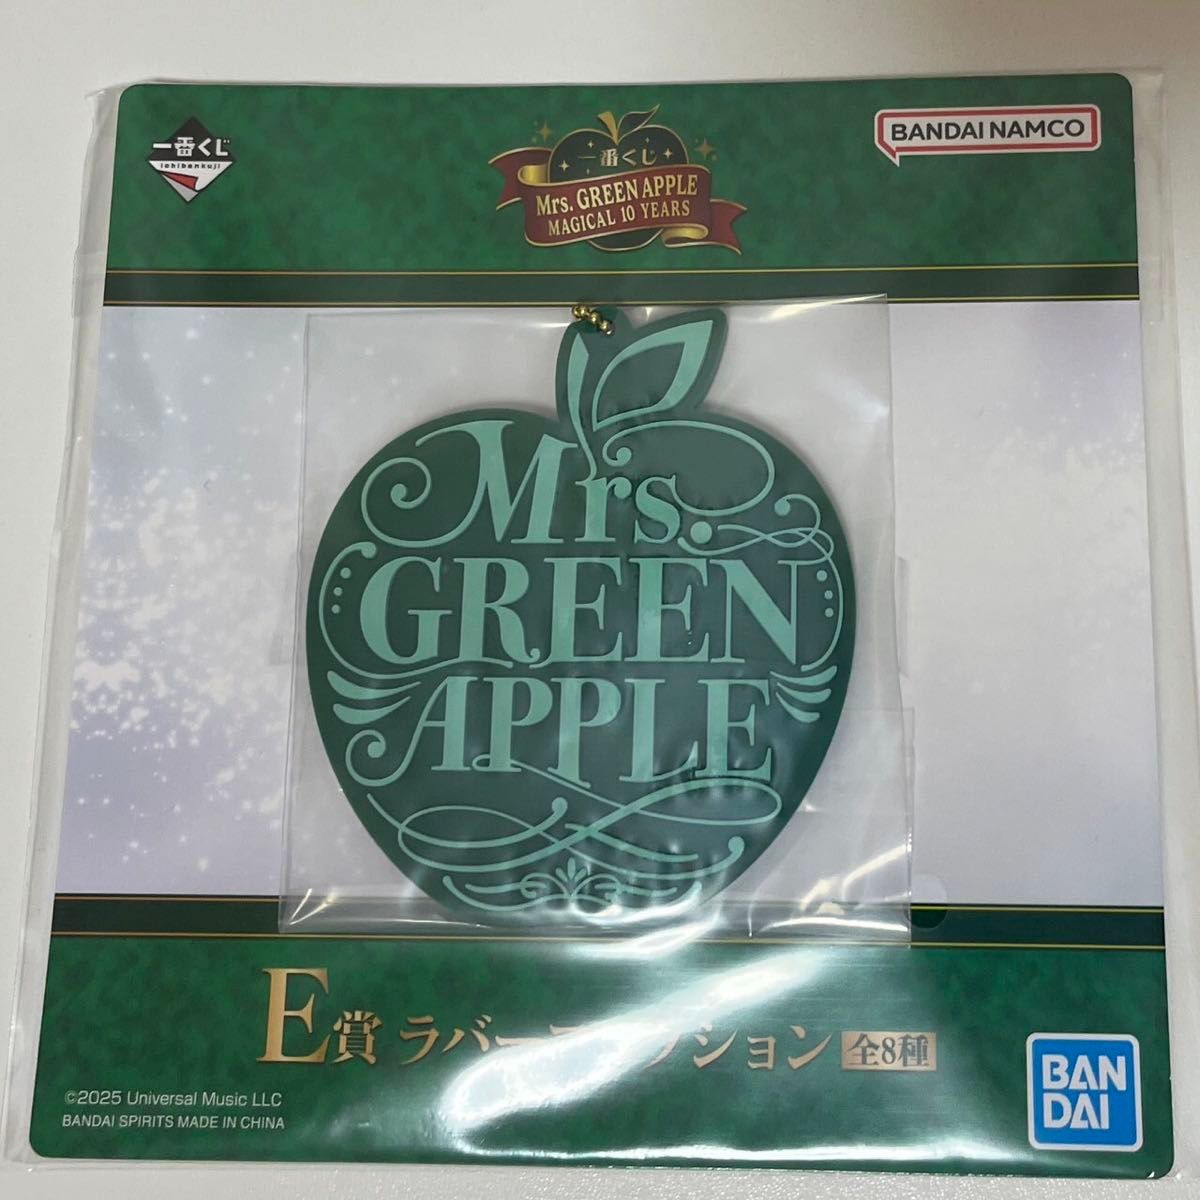 一番くじ
ichibankuji
一番くじ
Mrs. GREEN APPLE
MAGICAL 10 YEARS
BANDAI NAMCO
Mrs.
GREEN
APPLE
E賞 ラバーコレクション 全8種
©2025 Universal Music LLC
BANDAI SPIRITS MADE IN CHINA
BAN
DAI